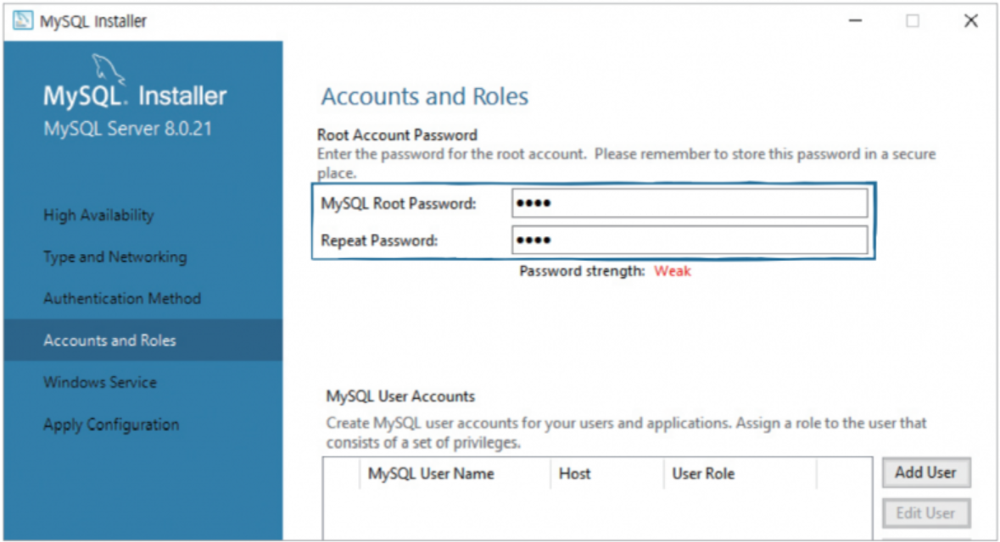 MySQL Installer
MySQL. Installer
MySQL Server 8.0.21
High Availability
Type and Networking
Authentication Method
Accounts and Roles
Windows Service
Apply Configuration
Accounts and Roles
Root Account Password
Enter the password for the root account.  Please remember to store this password in a secure
place.
MySQL Root Password: ●●●●
Repeat Password: ●●●●
Password strength: Weak
MySQL User Accounts
Create MySQL user accounts for your users and applications. Assign a role to the user that
consists of a set of privileges.
MySQL User Name Host User Role
Add User
Edit User